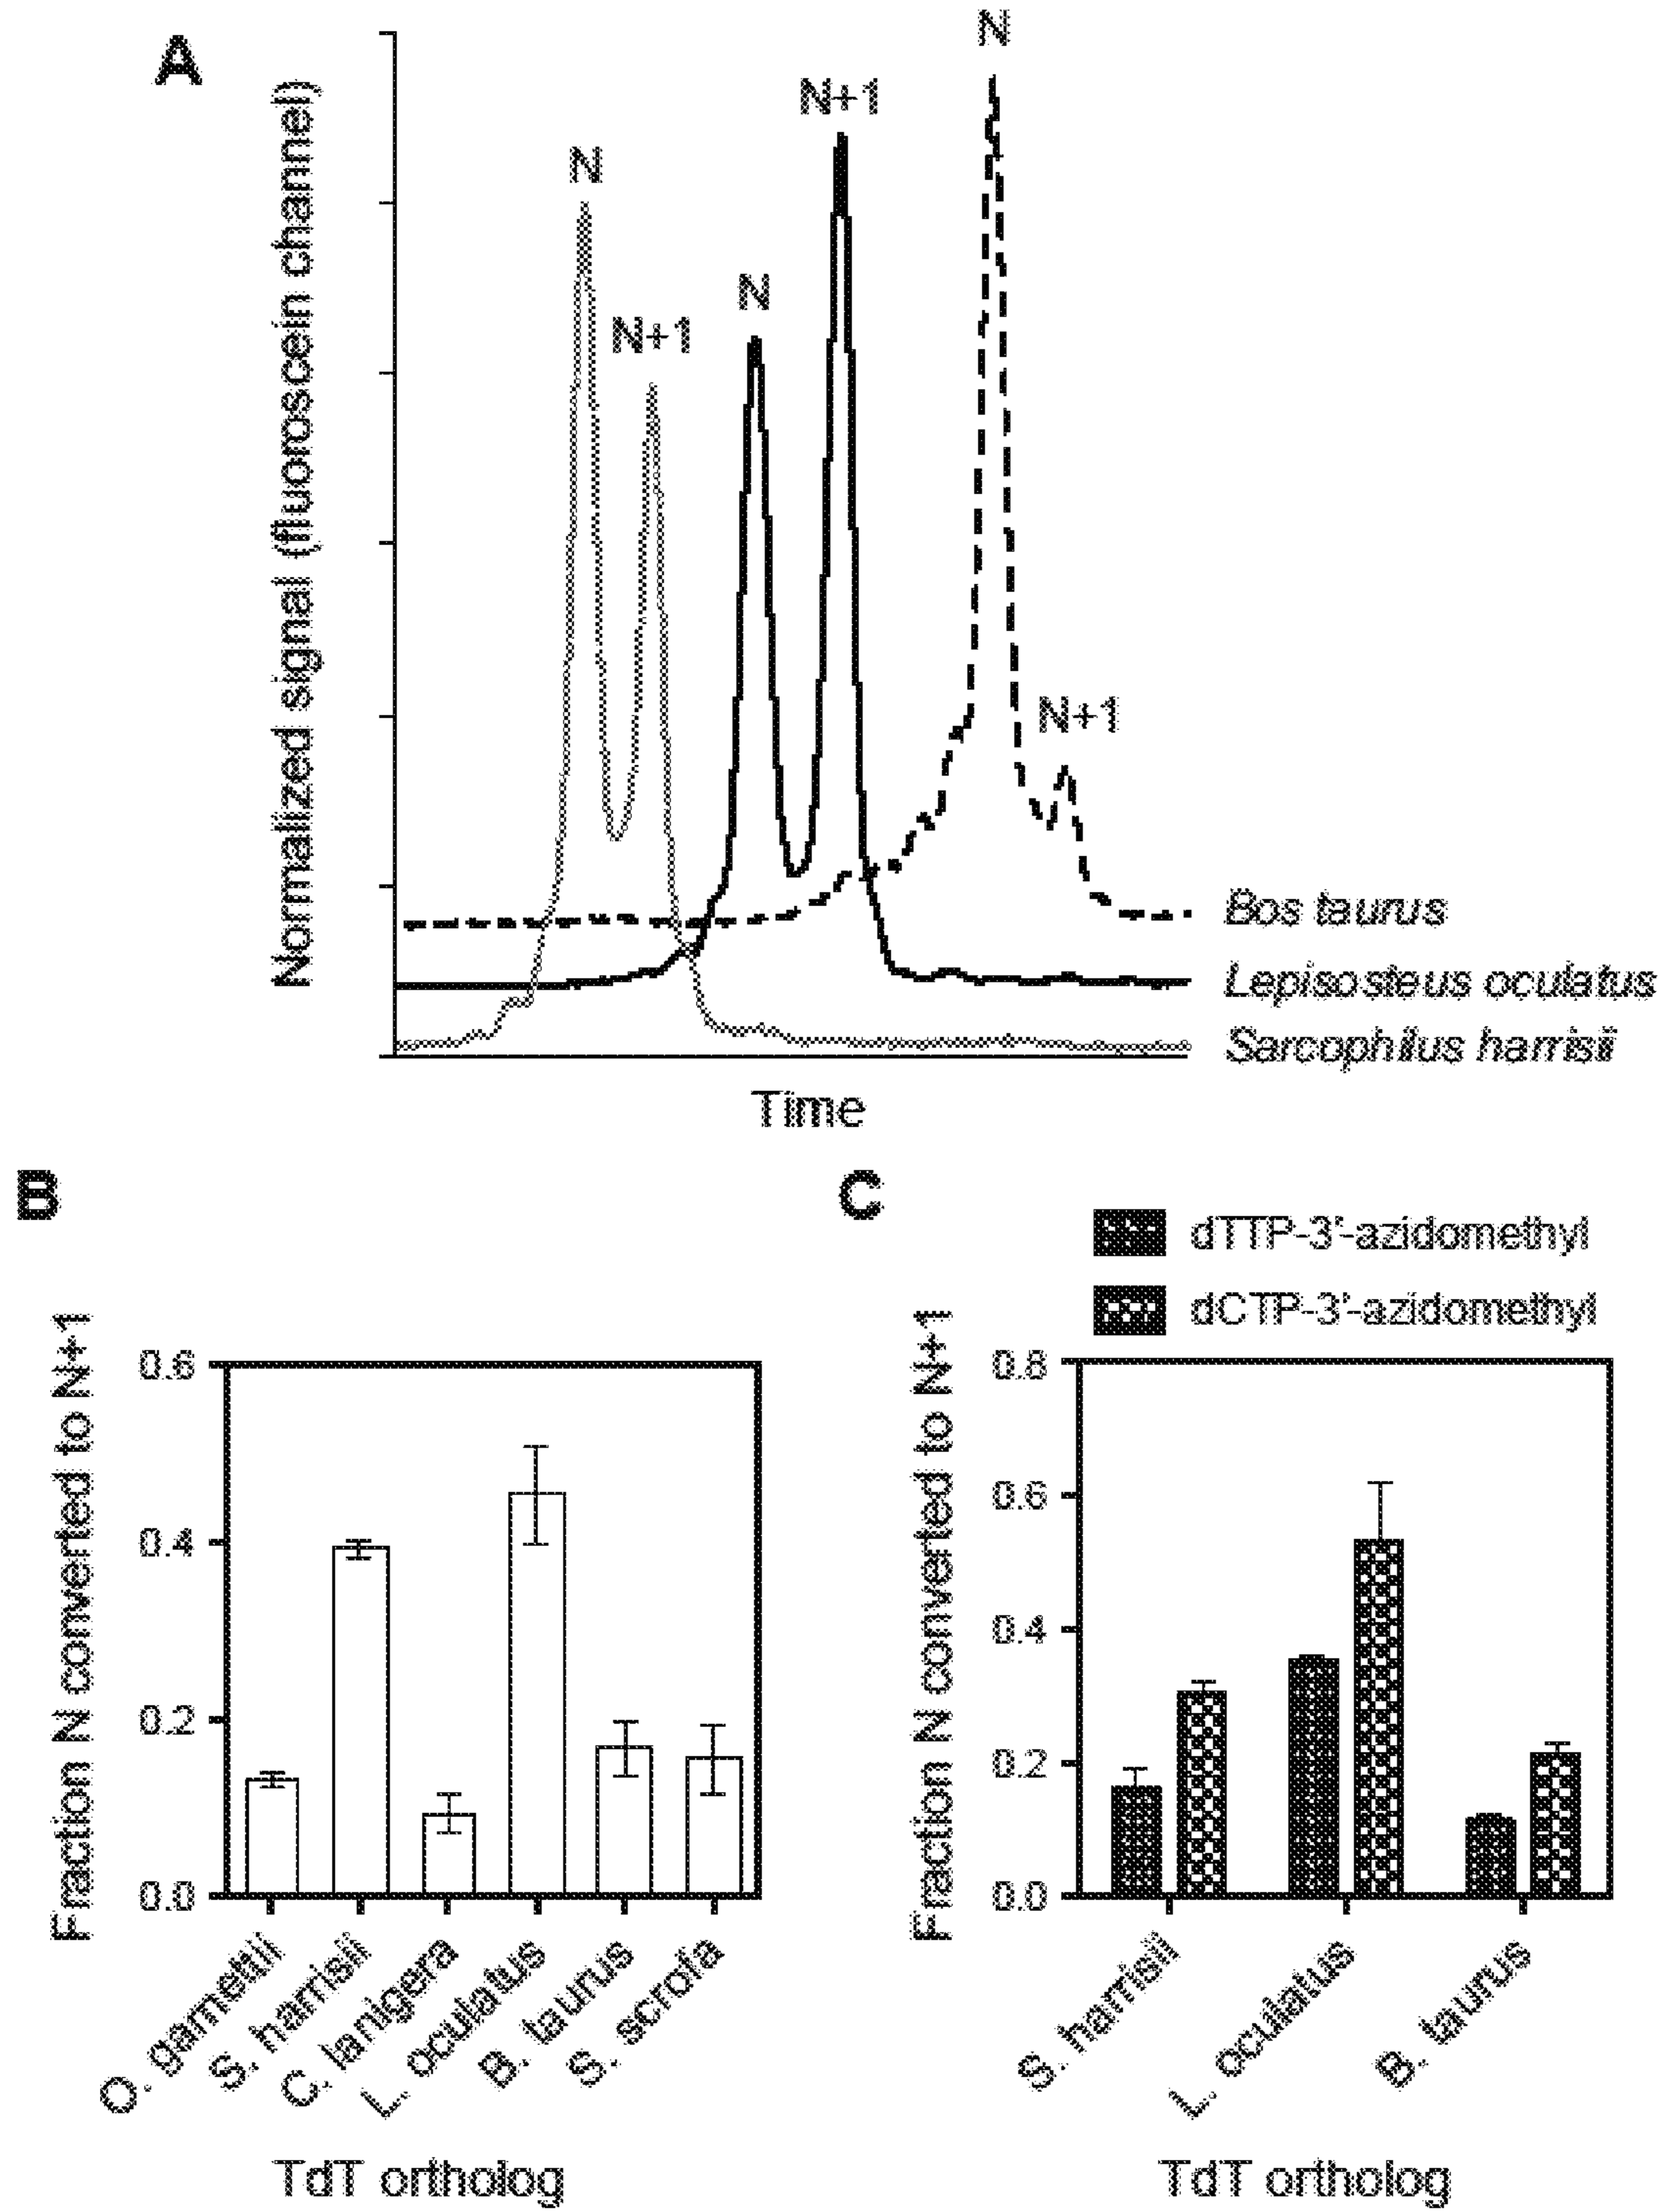 A
N
N+1
N
N
N+1
N+1
Normalized signal (fluoroscein channel)
Bos taurus
Lepisosteus oculatus
Sarcophilus harrisii
Time
B
C
dTTP-3'-azidomethyl
dCTP-3'-azidomethyl
Fraction N converted to N+1
0.6
0.4
0.2
0.0
O. garnettii
S. harrisii
C. lanigera
L. oculatus
B. taurus
S. scrofa
TdT ortholog
Fraction N converted to N+1
0.8
0.6
0.4
0.2
0.0
S. harrisii
L. oculatus
B. taurus
TdT ortholog